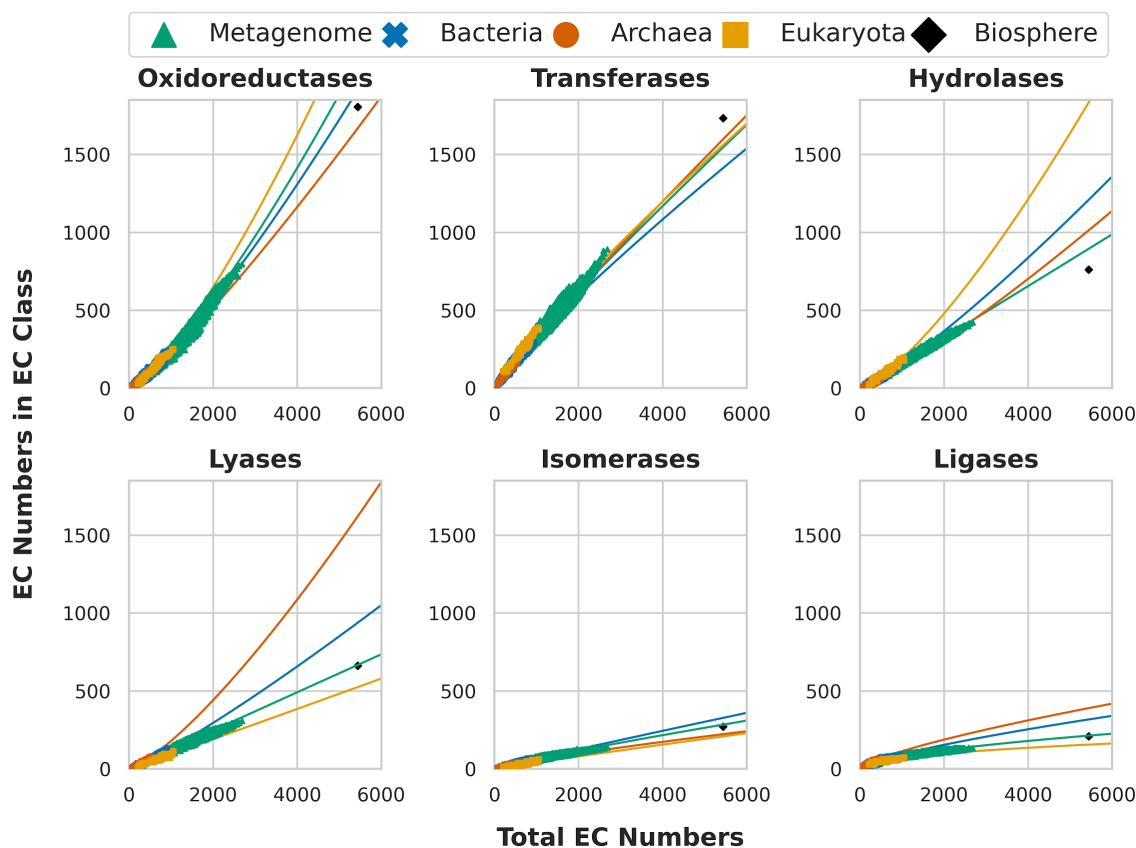 Metagenome Bacteria Archaea Eukaryota Biosphere
Oxidoreductases Transferases Hydrolases
1500 1500 1500
1000 1000 1000
500 500 500
0 0 0
0 2000 4000 6000 0 2000 4000 6000 0 2000 4000 6000
EC Numbers in EC Class
Lyases Isomerases Ligases
1500 1500 1500
1000 1000 1000
500 500 500
0 0 0
0 2000 4000 6000 0 2000 4000 6000 0 2000 4000 6000
Total EC Numbers